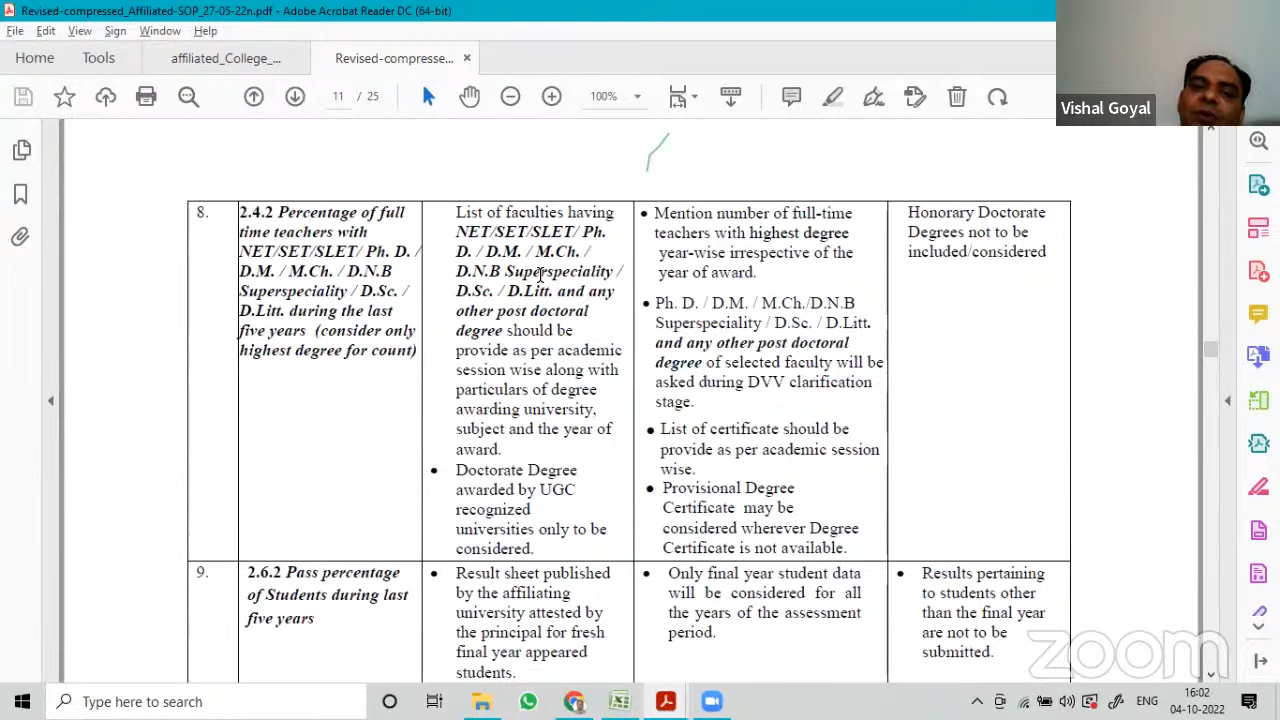 Revised-compressed_Affiliated-SOP_27-05-22n.pdf - Adobe Acrobat Reader DC (64-bit)
File Edit View Sign Window Help
Home Tools affiliated_College_... Revised-compresse... ×
11 / 25 100%
Vishal Goyal
8.
2.4.2 Percentage of full
time teachers with
NET/SET/SLET/ Ph. D. /
D.M. / M.Ch. / D.N.B
Superspeciality / D.Sc. /
D.Litt. during the last
five years (consider only
highest degree for count)
List of faculties having
NET/SET/SLET/ Ph.
D. / D.M. / M.Ch. /
D.N.B Superspeciality /
D.Sc. / D.Litt. and any
other post doctoral
degree should be
provide as per academic
session wise along with
particulars of degree
awarding university,
subject and the year of
award.
• Doctorate Degree
awarded by UGC
recognized
universities only to be
considered.
• Mention number of full-time
teachers with highest degree
year-wise irrespective of the
year of award.
• Ph. D. / D.M. / M.Ch./D.N.B
Superspeciality / D.Sc. / D.Litt.
and any other post doctoral
degree of selected faculty will be
asked during DVV clarification
stage.
• List of certificate should be
provide as per academic session
wise.
• Provisional Degree
Certificate may be
considered wherever Degree
Certificate is not available.
Honorary Doctorate
Degrees not to be
included/considered
9.
2.6.2 Pass percentage
of Students during last
five years
• Result sheet published
by the affiliating
university attested by
the principal for fresh
final year appeared
students.
• Only final year student data
will be considered for all
the years of the assessment
period.
• Results pertaining
to students other
than the final year
are not to be
submitted.
zoom
Type here to search
ENG
16:02
04-10-2022